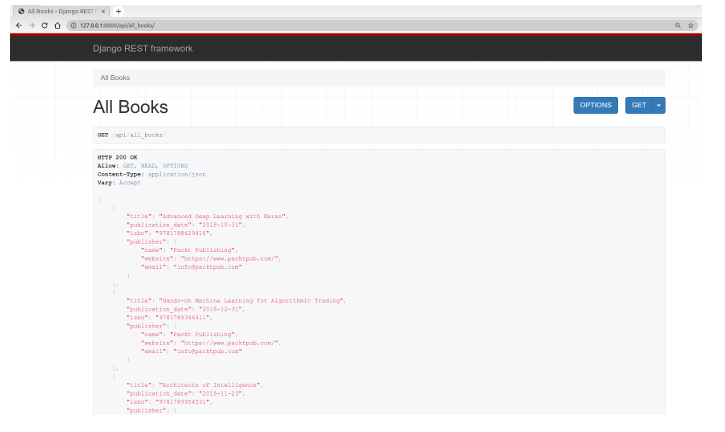 All Books – Django REST f
127.0.0.1:8000/api/all_books/
Django REST framework
All Books
All Books
OPTIONS
GET
GET /api/all_books/
HTTP 200 OK
Allow: GET, HEAD, OPTIONS
Content-Type: application/json
Vary: Accept
[
{
"title": "Advanced Deep Learning with Keras",
"publication_date": "2018-10-31",
"isbn": "9781788629416",
"publisher": {
"name": "Packt Publishing",
"website": "https://www.packtpub.com/",
"email": "info@packtpub.com"
}
},
{
"title": "Hands-On Machine Learning for Algorithmic Trading",
"publication_date": "2018-12-31",
"isbn": "9781789346411",
"publisher": {
"name": "Packt Publishing",
"website": "https://www.packtpub.com/",
"email": "info@packtpub.com"
}
},
{
"title": "Architects of Intelligence",
"publication_date": "2018-11-23",
"isbn": "9781789954531",
"publisher": {